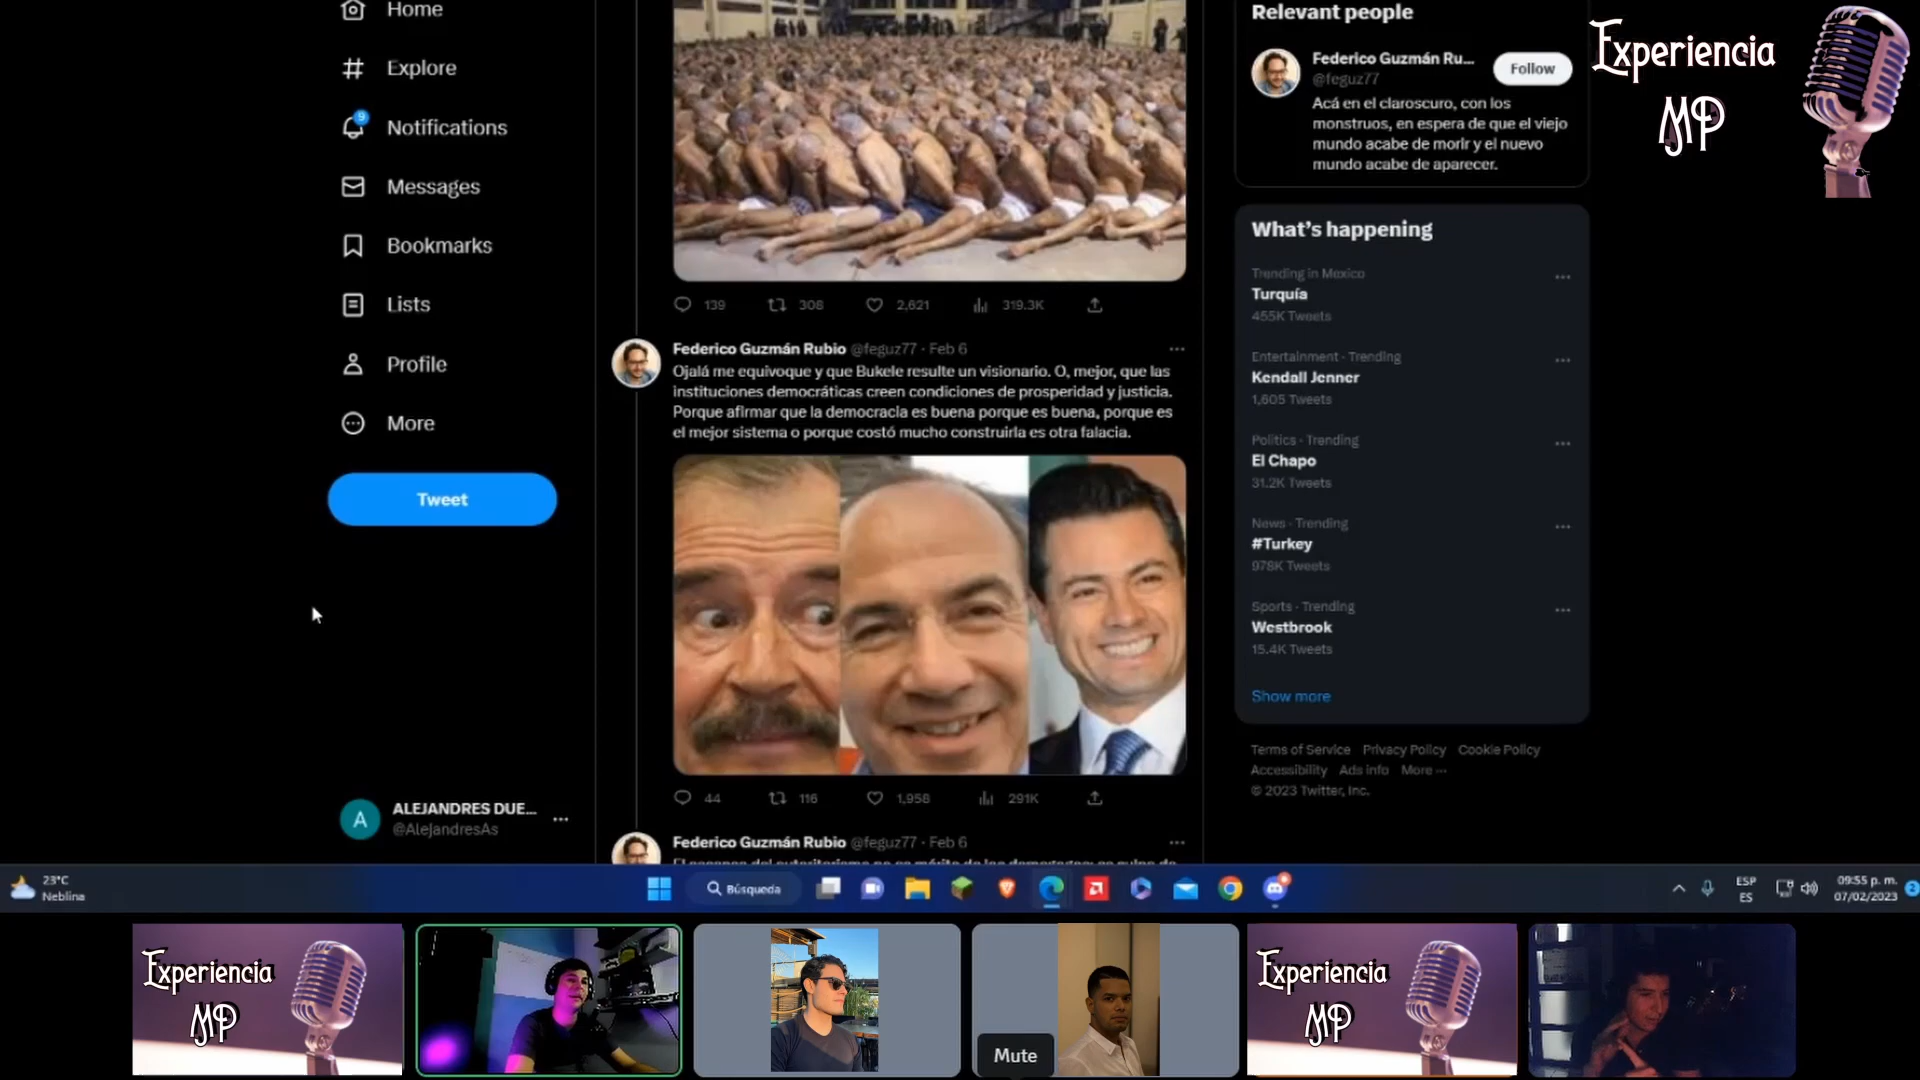 Home
Explore
9
Notifications
Messages
Bookmarks
Lists
Profile
More
Tweet
ALEJANDRES DUE...
@AlejandresAs
A
139 308 2,621 319.3K
Federico Guzmán Rubio @feguz77 · Feb 6
Ojalá me equivoque y que Bukele resulte un visionario. O, mejor, que las
instituciones democráticas creen condiciones de prosperidad y justicia.
Porque afirmar que la democracia es buena porque es buena, porque es
el mejor sistema o porque costó mucho construirla es otra falacia.
44 116 1,958 291K
Federico Guzmán Rubio @feguz77 · Feb 6
Relevant people
Federico Guzmán Ru...
@feguz77
Follow
Acá en el claroscuro, con los
monstruos, en espera de que el viejo
mundo acabe de morir y el nuevo
mundo acabe de aparecer.
What's happening
Trending in Mexico
Turquía
455K Tweets
Entertainment · Trending
Kendall Jenner
1,605 Tweets
Politics · Trending
El Chapo
31.2K Tweets
News · Trending
#Turkey
978K Tweets
Sports · Trending
Westbrook
15.4K Tweets
Show more
Terms of Service Privacy Policy Cookie Policy
Accessibility Ads info More ···
© 2023 Twitter, Inc.
Experiencia
MP
23°C
Neblina
Búsqueda
ESP
ES
09:55 p. m.
07/02/2023
2
Experiencia
MP
Mute
Experiencia
MP